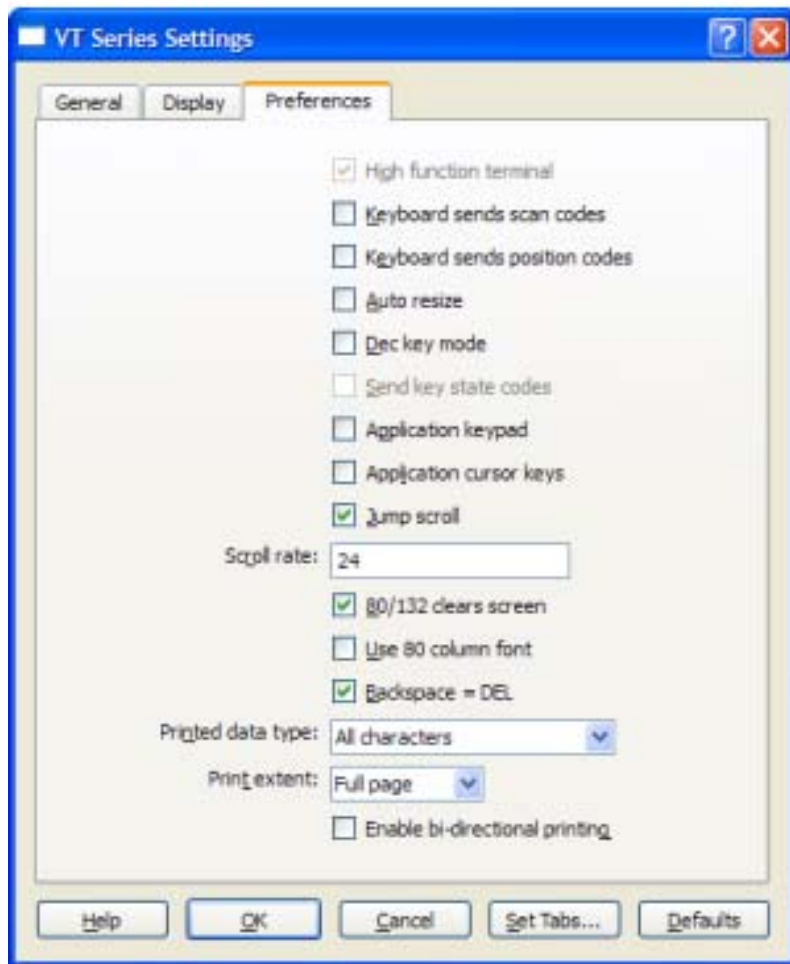 VT Series Settings
General Display Preferences
High function terminal
Keyboard sends scan codes
Keyboard sends position codes
Auto resize
Dec key mode
Send key state codes
Application keypad
Application cursor keys
Jump scroll
Scroll rate: 24
80/132 clears screen
Use 80 column font
Backspace = DEL
Printed data type: All characters
Print extent: Full page
Enable bi-directional printing
Help OK Cancel Set Tabs... Defaults